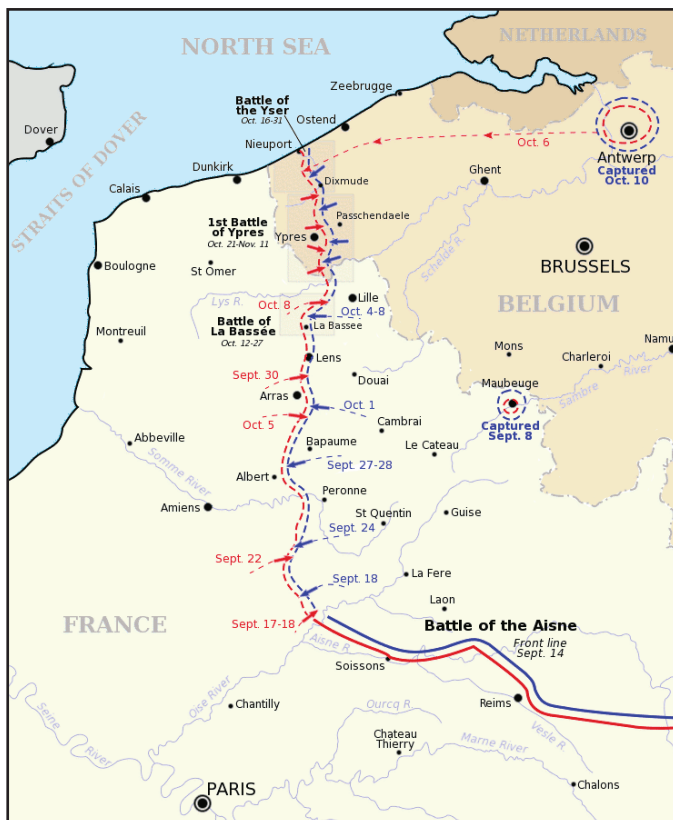 NORTH SEA
NETHERLANDS
Zeebrugge
Battle of
the Yser
Oct. 16-31
Ostend
Nieuport
Dover
STRAITS OF DOVER
Oct. 6
Antwerp
Captured
Oct. 10
Dunkirk
Dixmude
Ghent
Calais
Passchendaele
1st Battle
of Ypres
Oct. 21-Nov. 11
Ypres
Schelde R.
BRUSSELS
Boulogne
St Omer
Lys R.
Oct. 8
Lille
BELGIUM
Oct. 4-8
Battle of
La Bassée
Oct. 12-27
La Bassee
Montreuil
Lens
Mons
Namu
Charleroi
Sambre
River
Sept. 30
Douai
Maubeuge
Arras
Oct. 1
Captured
Sept. 8
Oct. 5
Cambrai
Abbeville
Bapaume
Le Cateau
Somme River
Albert
Sept. 27-28
Peronne
Amiens
St Quentin
Guise
Sept. 24
Sept. 22
La Fere
Sept. 18
Laon
FRANCE
Sept. 17-18
Battle of the Aisne
Front line
Sept. 14
Aisne R.
Soissons
Oise River
Chantilly
Reims
Ourcq R.
Vesle R.
Seine
River
Chateau
Thierry
Marne River
Chalons
PARIS